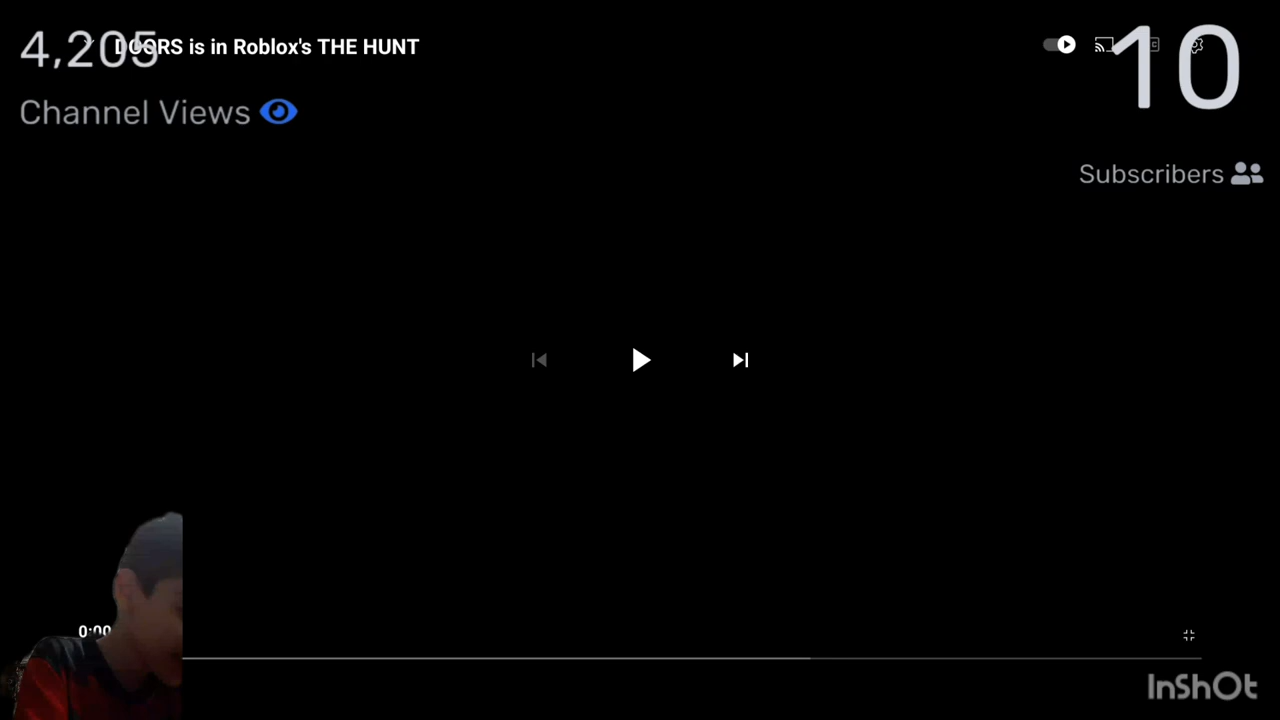 4,205
DOORS is in Roblox's THE HUNT
10
Channel Views
Subscribers
0:00
InShOt